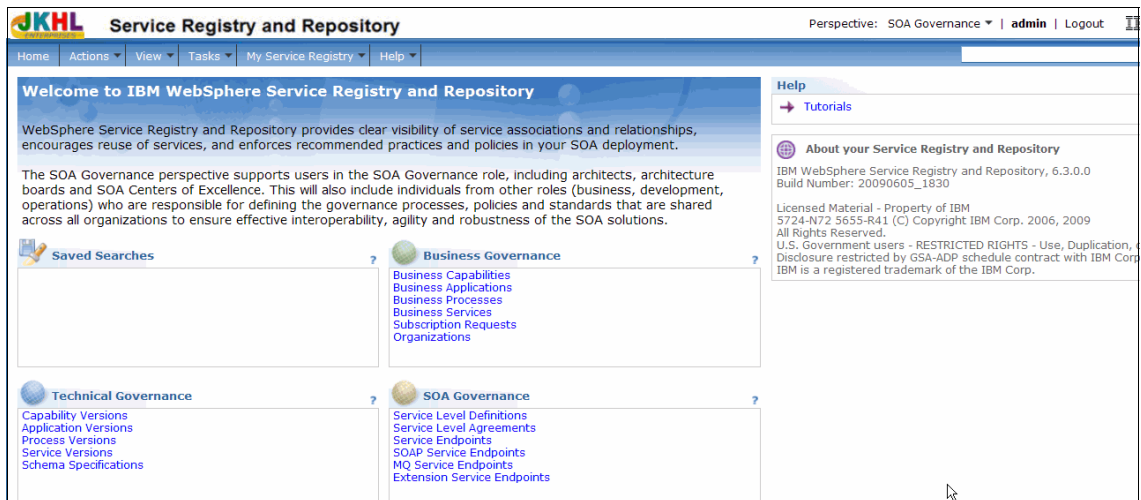 JKHL
ENTERPRISES
Service Registry and Repository
Perspective: SOA Governance | admin | Logout
Home Actions View Tasks My Service Registry Help
Welcome to IBM WebSphere Service Registry and Repository
WebSphere Service Registry and Repository provides clear visibility of service associations and relationships,
encourages reuse of services, and enforces recommended practices and policies in your SOA deployment.
The SOA Governance perspective supports users in the SOA Governance role, including architects, architecture
boards and SOA Centers of Excellence. This will also include individuals from other roles (business, development,
operations) who are responsible for defining the governance processes, policies and standards that are shared
across all organizations to ensure effective interoperability, agility and robustness of the SOA solutions.
Saved Searches ?
Business Governance ?
Business Capabilities
Business Applications
Business Processes
Business Services
Subscription Requests
Organizations
Technical Governance ?
Capability Versions
Application Versions
Process Versions
Service Versions
Schema Specifications
SOA Governance ?
Service Level Definitions
Service Level Agreements
Service Endpoints
SOAP Service Endpoints
MQ Service Endpoints
Extension Service Endpoints
Help
Tutorials
About your Service Registry and Repository
IBM WebSphere Service Registry and Repository, 6.3.0.0
Build Number: 20090605_1830
Licensed Material - Property of IBM
5724-N72 5655-R41 (C) Copyright IBM Corp. 2006, 2009
All Rights Reserved.
U.S. Government users - RESTRICTED RIGHTS - Use, Duplication,
Disclosure restricted by GSA-ADP schedule contract with IBM Corp
IBM is a registered trademark of the IBM Corp.